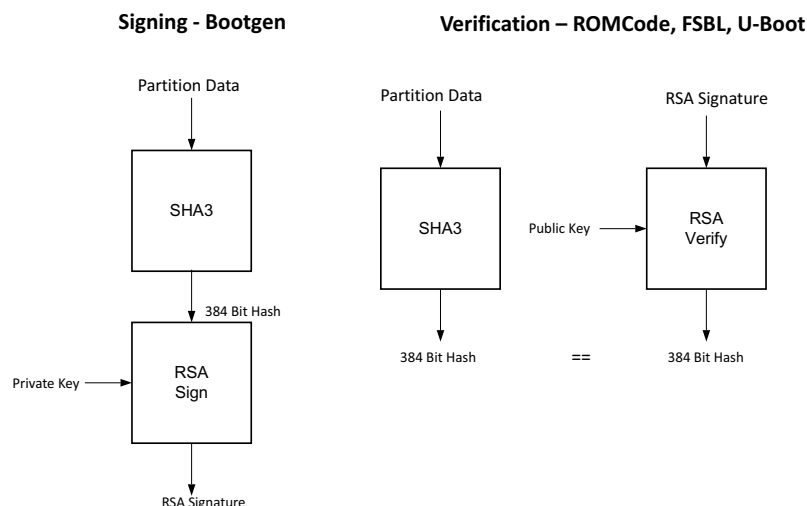 Signing - Bootgen
Partition Data
SHA3
384 Bit Hash
Private Key
RSA
Sign
RSA Signature
Verification – ROMCode, FSBL, U-Boot
Partition Data
SHA3
384 Bit Hash
==
RSA Signature
Public Key
RSA
Verify
384 Bit Hash